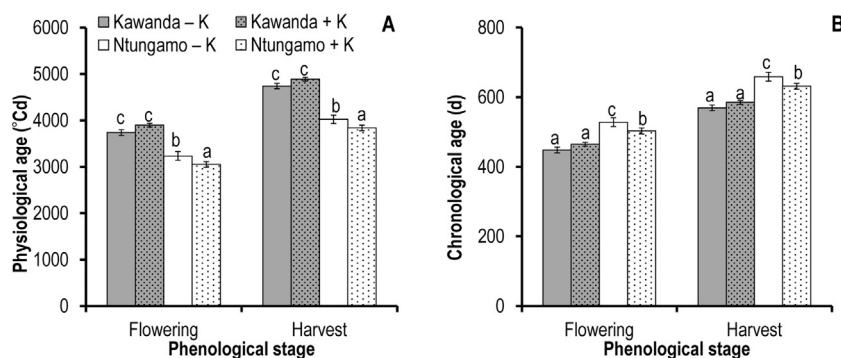 A
Kawanda – K Kawanda + K
Ntungamo – K Ntungamo + K
Physiological age (°Cd)
6000
5000
4000
3000
2000
1000
0
c c b a
c c b a
Flowering Harvest
Phenological stage
B
Chronological age (d)
800
600
400
200
0
a a c b
a a c b
Flowering Harvest
Phenological stage